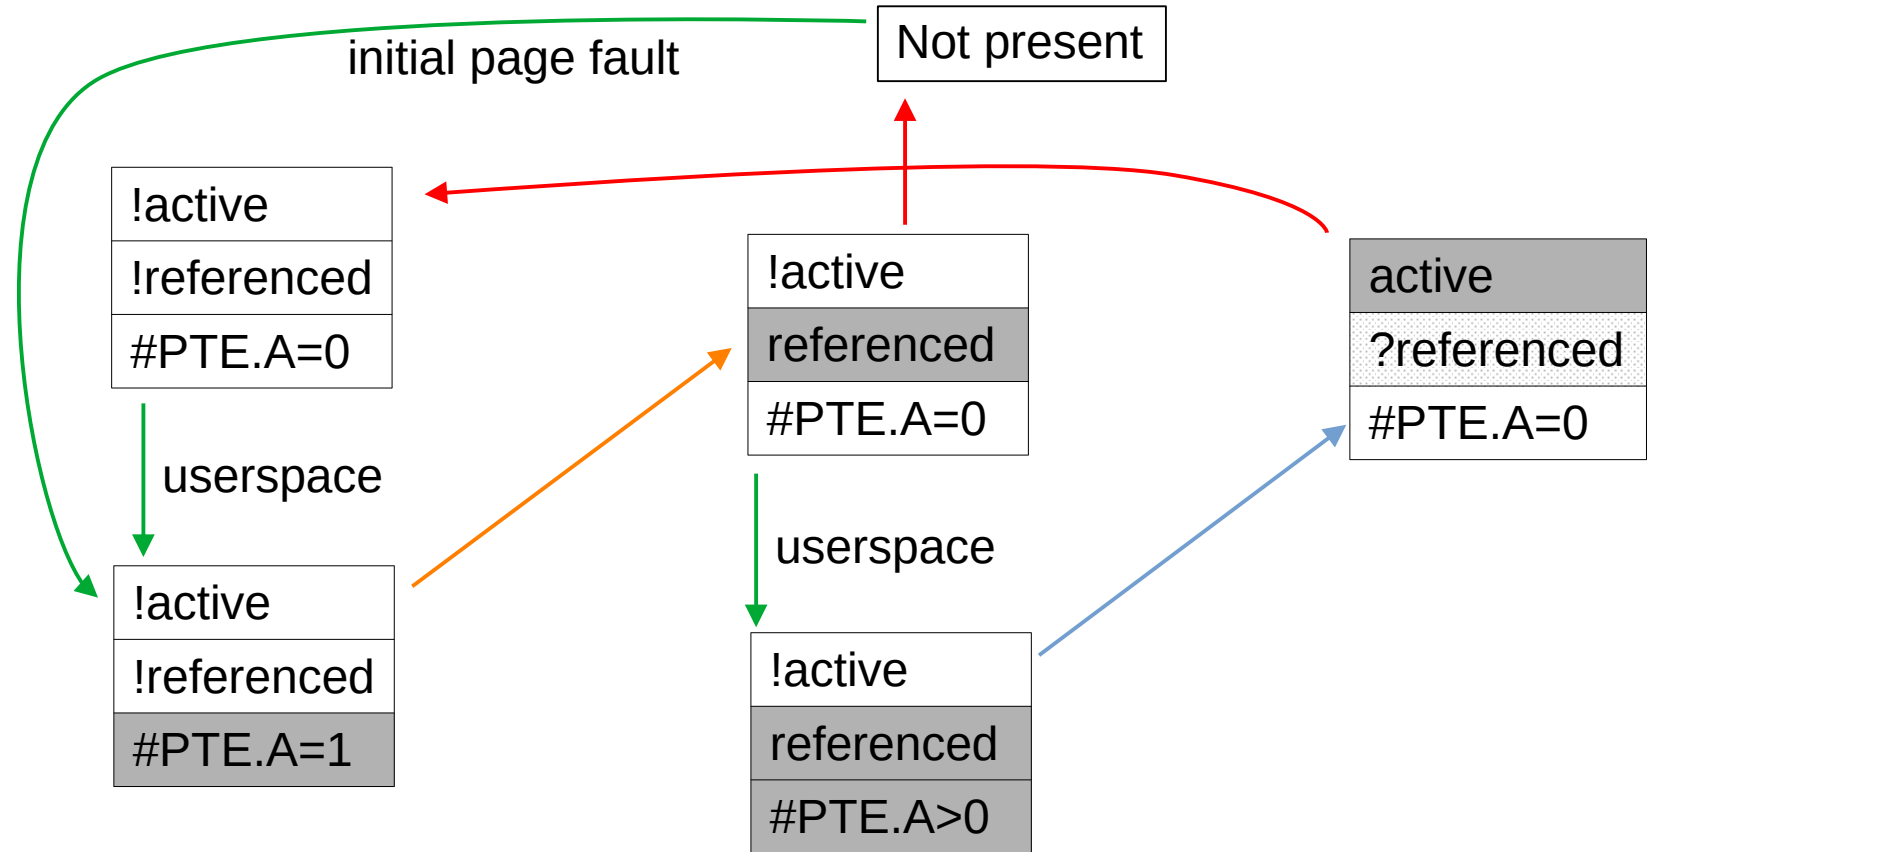 Not present
initial page fault
!active
!referenced
#PTE.A=0
userspace
!active
!referenced
#PTE.A=1
!active
referenced
#PTE.A=0
userspace
!active
referenced
#PTE.A>0
active
?referenced
#PTE.A=0